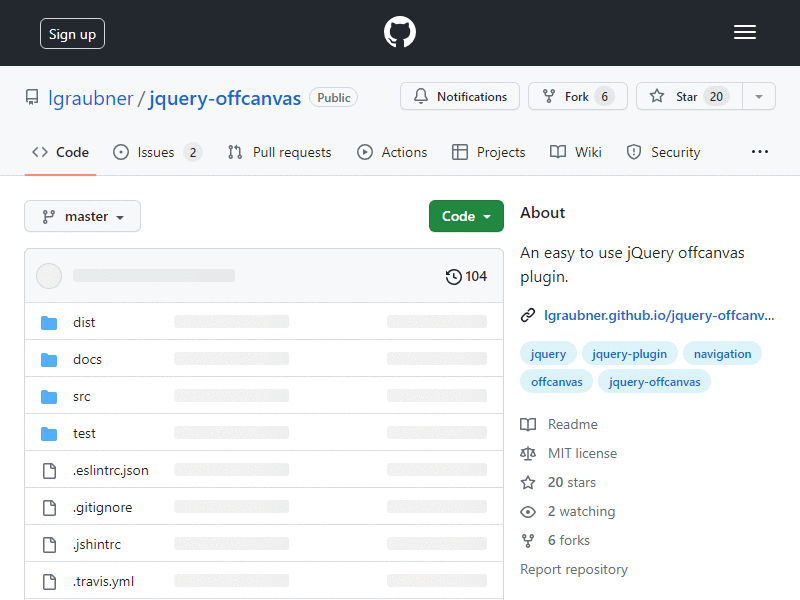 Sign up
lgraubner / jquery-offcanvas Public
Notifications Fork 6 Star 20
Code Issues 2 Pull requests Actions Projects Wiki Security
master Code
104
dist
docs
src
test
.eslintrc.json
.gitignore
.jshintrc
.travis.yml
About
An easy to use jQuery offcanvas
plugin.
lgraubner.github.io/jquery-offcanv...
jquery jquery-plugin navigation
offcanvas jquery-offcanvas
Readme
MIT license
20 stars
2 watching
6 forks
Report repository